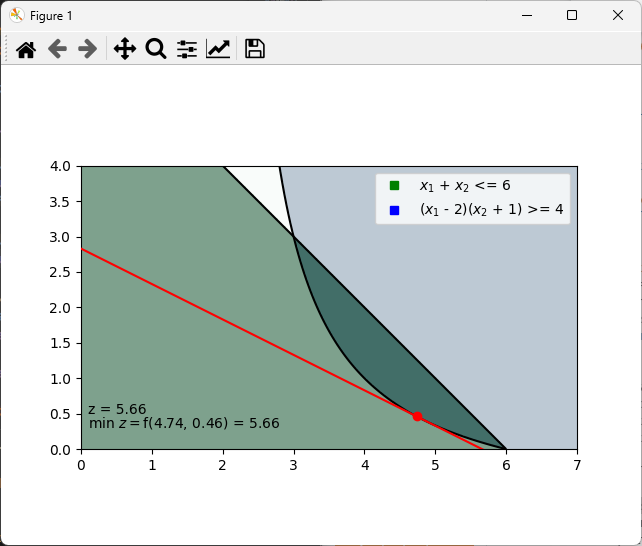 Figure 1
4.0
3.5
3.0
2.5
2.0
1.5
1.0
0.5
0.0
x₁ + x₂ <= 6
(x₁ - 2)(x₂ + 1) >= 4
z = 5.66
min z = f(4.74, 0.46) = 5.66
0 1 2 3 4 5 6 7